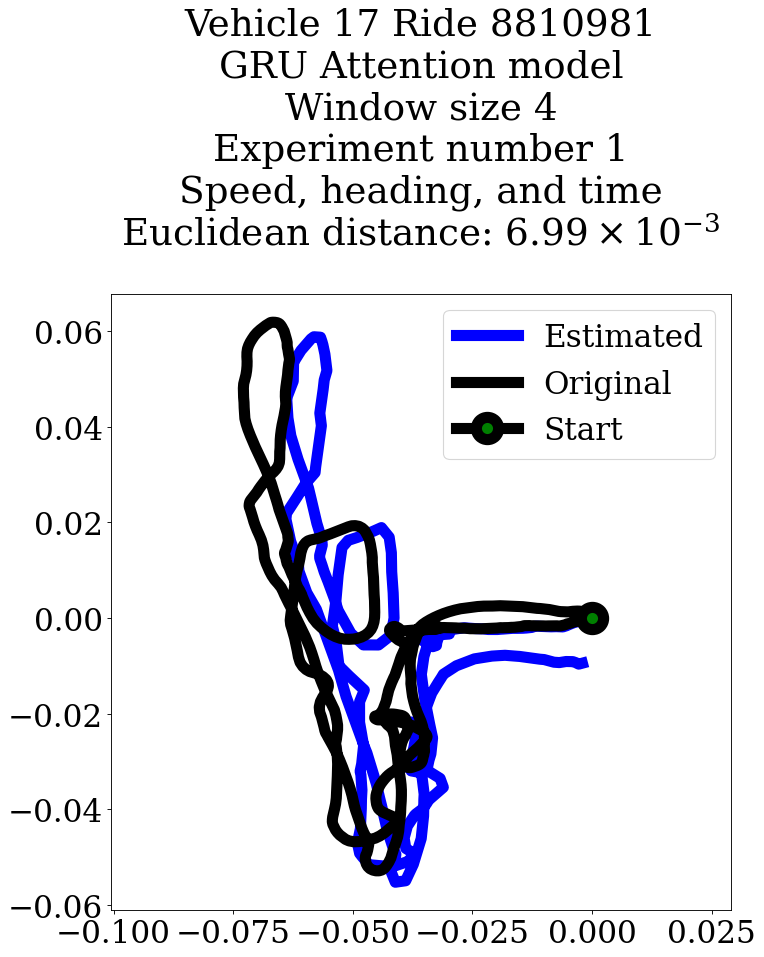 Vehicle 17 Ride 8810981
GRU Attention model
Window size 4
Experiment number 1
Speed, heading, and time
Euclidean distance: 6.99 × 10⁻³
Estimated
Original
Start
0.06
0.04
0.02
0.00
−0.02
−0.04
−0.06
−0.100 −0.075 −0.050 −0.025 0.000 0.025